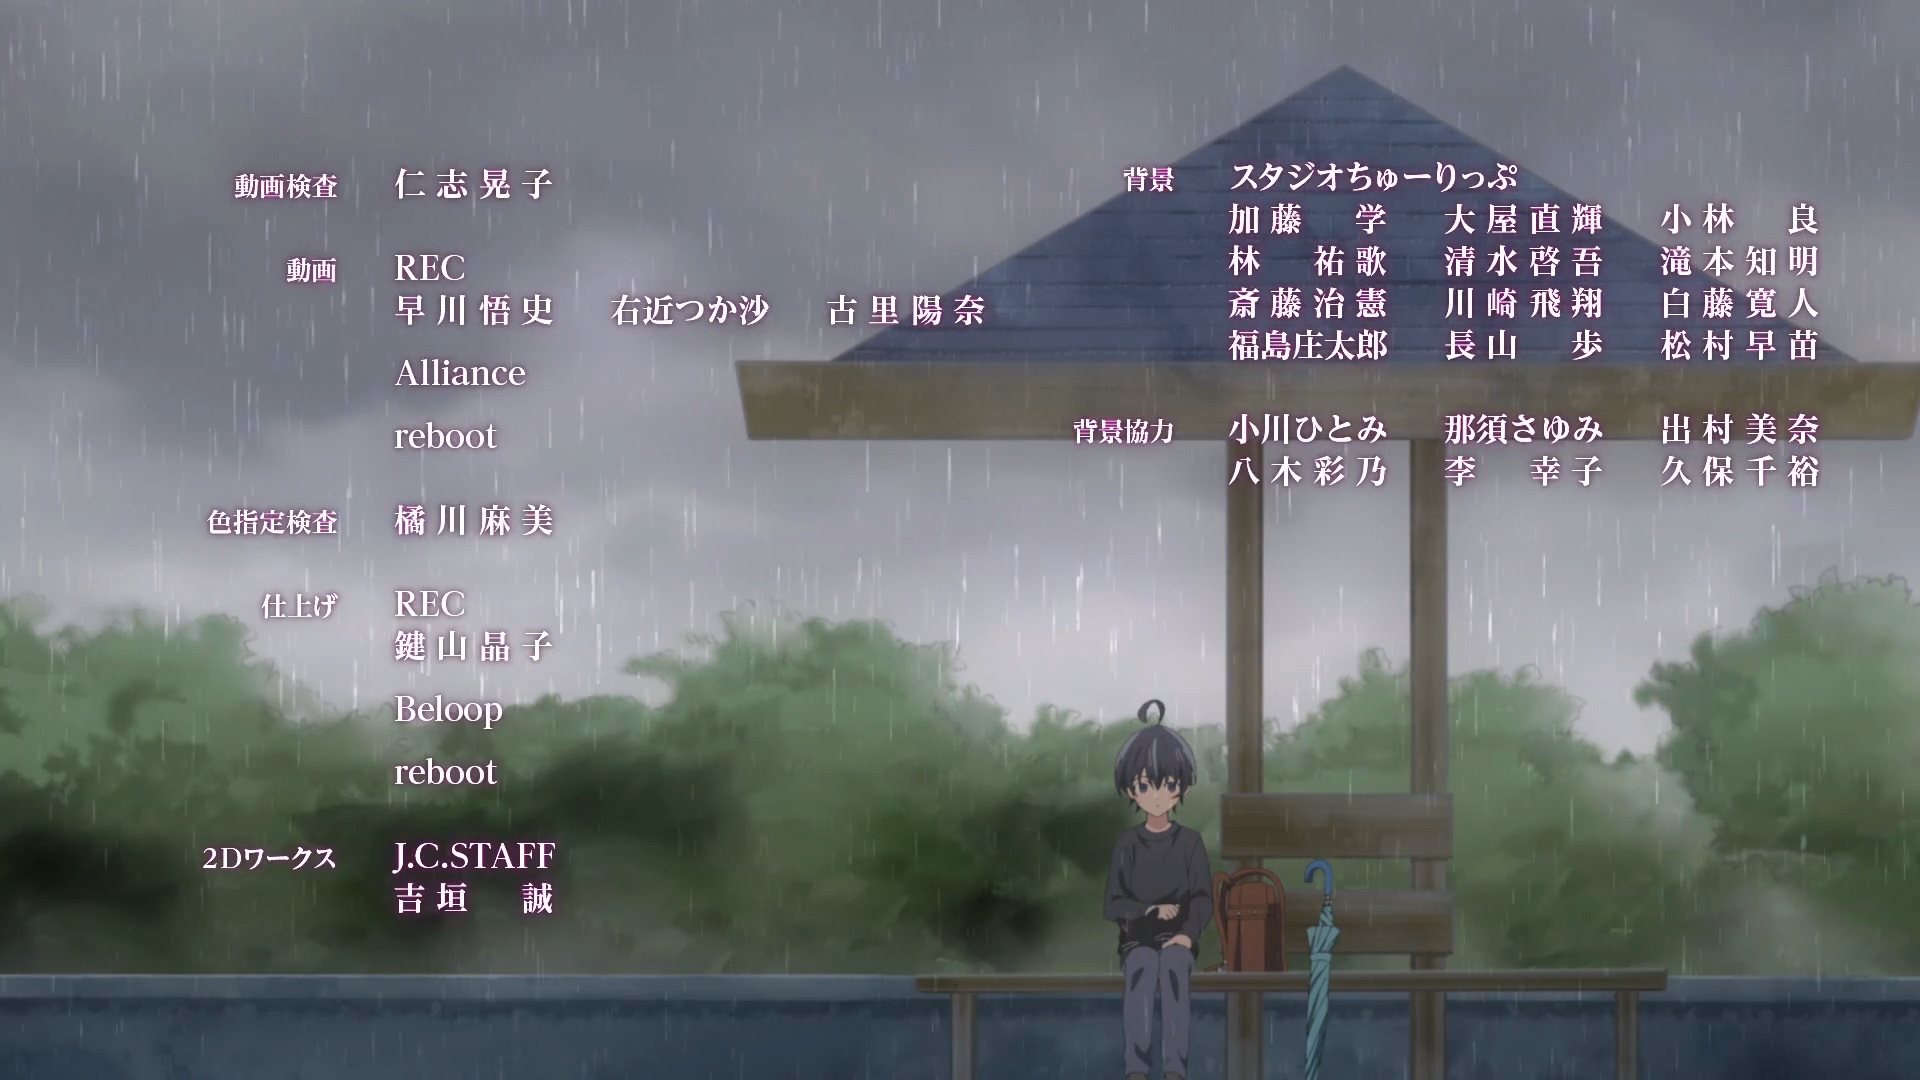 動画検査 仁志晃子
動画 REC
早川悟史 右近つか沙 古里陽奈
Alliance
reboot
色指定検査 橘川麻美
仕上げ REC
鍵山晶子
Beloop
reboot
2Dワークス J.C.STAFF
吉垣誠
背景 スタジオちゅーりっぷ
加藤学 大屋直輝 小林良
林祐歌 清水啓吾 滝本知明
斎藤治憲 川崎飛翔 白藤寛人
福島庄太郎 長山歩 松村早苗
背景協力 小川ひとみ 那須さゆみ 出村美奈
八木彩乃 李幸子 久保千裕